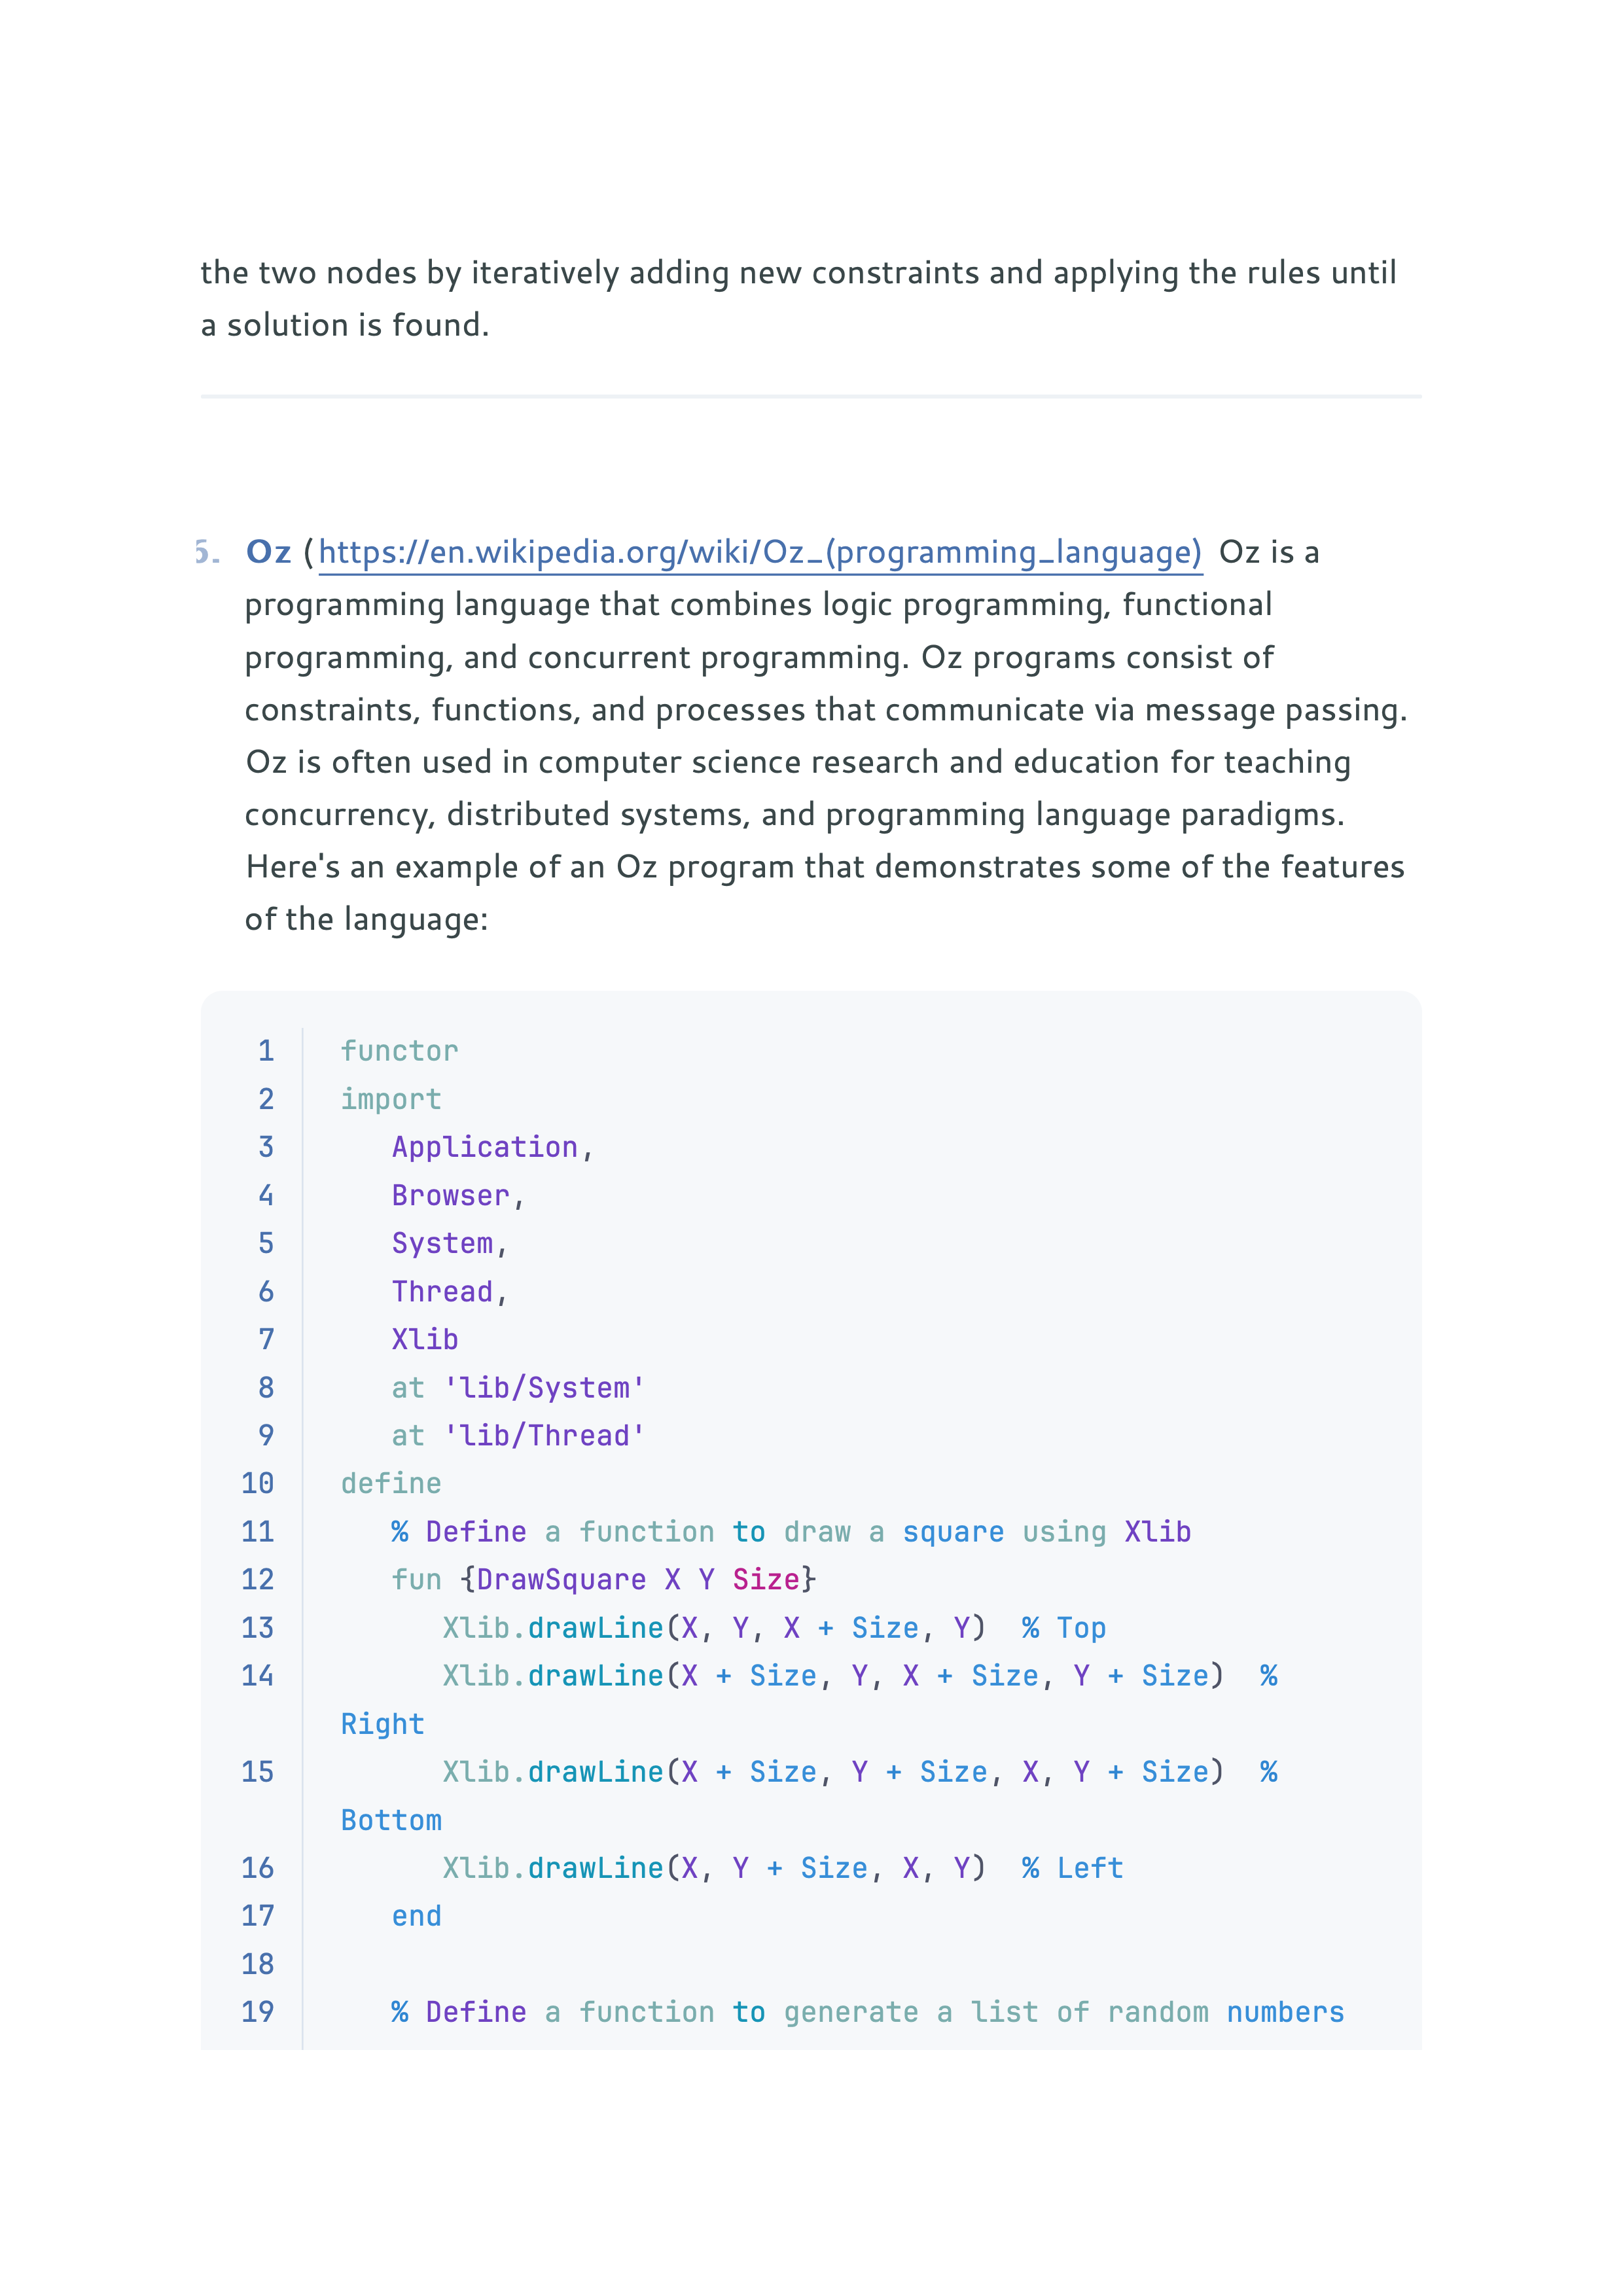 the two nodes by iteratively adding new constraints and applying the rules until
a solution is found.
Oz (https://en.wikipedia.org/wiki/Oz_(programming_language) Oz is a
programming language that combines logic programming, functional
programming, and concurrent programming. Oz programs consist of
constraints, functions, and processes that communicate via message passing.
Oz is often used in computer science research and education for teaching
concurrency, distributed systems, and programming language paradigms.
Here's an example of an Oz program that demonstrates some of the features
of the language:
1 functor
2 import
3    Application,
4    Browser,
5    System,
6    Thread,
7    Xlib
8    at 'lib/System'
9    at 'lib/Thread'
10 define
11    % Define a function to draw a square using Xlib
12    fun {DrawSquare X Y Size}
13       Xlib.drawLine(X, Y, X + Size, Y)  % Top
14       Xlib.drawLine(X + Size, Y, X + Size, Y + Size)  %
Right
15       Xlib.drawLine(X + Size, Y + Size, X, Y + Size)  %
Bottom
16       Xlib.drawLine(X, Y + Size, X, Y)  % Left
17    end
18
19    % Define a function to generate a list of random numbers